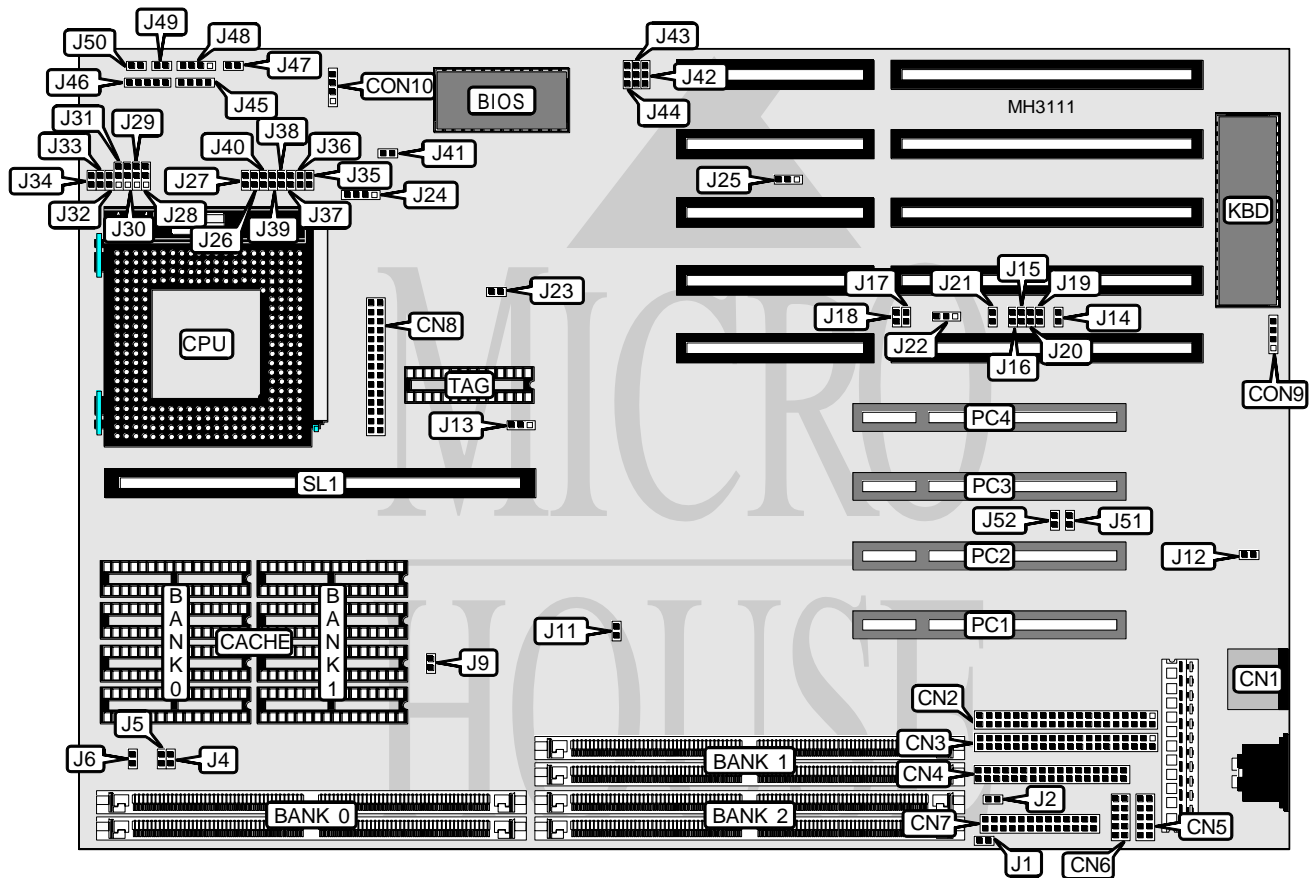 J49
J48
J43
J50
J47
J42
J46
CON10
BIOS
J45
J44
MH3111
J31
J29
J38
J33
J40
J36
J41
J34
J27
J35
J25
J24
J32
J28
J37
J30
J26
J39
KBD
J17
J21
J15
J19
J23
J18
J14
CN8
J22
J16
J20
CPU
TAG
CON9
MICRO
J13
PC4
SL1
PC3
J52
J51
PC2
J12
BANK 0
BANK 1
CACHE
J11
PC1
HOUSE
J9
CN1
CN2
J5
J6
J4
CN3
BANK 1
CN4
J2
BANK 0
BANK 2
CN7
CN5
J1
CN6